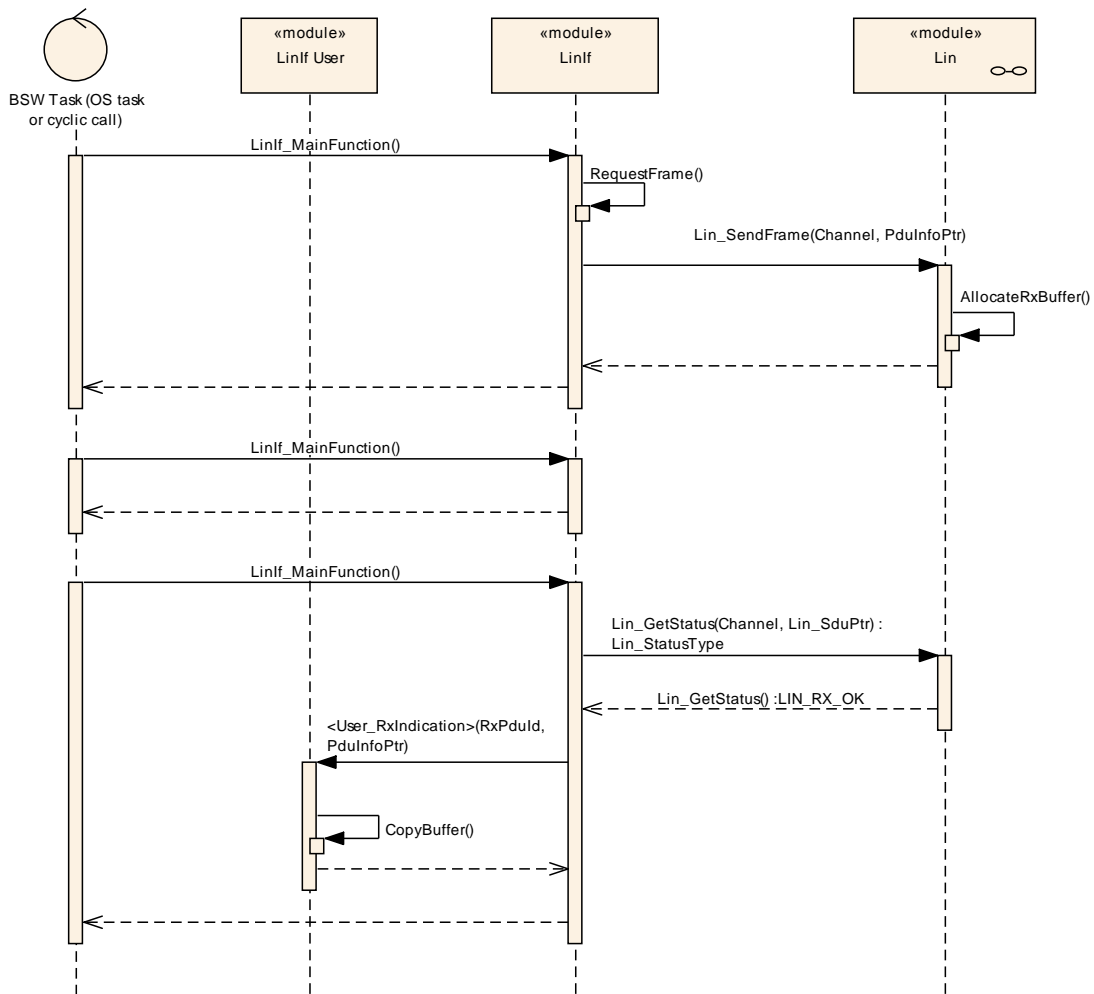 «module»
LinIf User
«module»
LinIf
«module»
Lin
BSW Task (OS task
or cyclic call)
LinIf_MainFunction()
RequestFrame()
Lin_SendFrame(Channel, PduInfoPtr)
AllocateRxBuffer()
LinIf_MainFunction()
LinIf_MainFunction()
Lin_GetStatus(Channel, Lin_SduPtr) :
Lin_StatusType
Lin_GetStatus() :LIN_RX_OK
<User_RxIndication>(RxPduId,
PduInfoPtr)
CopyBuffer()